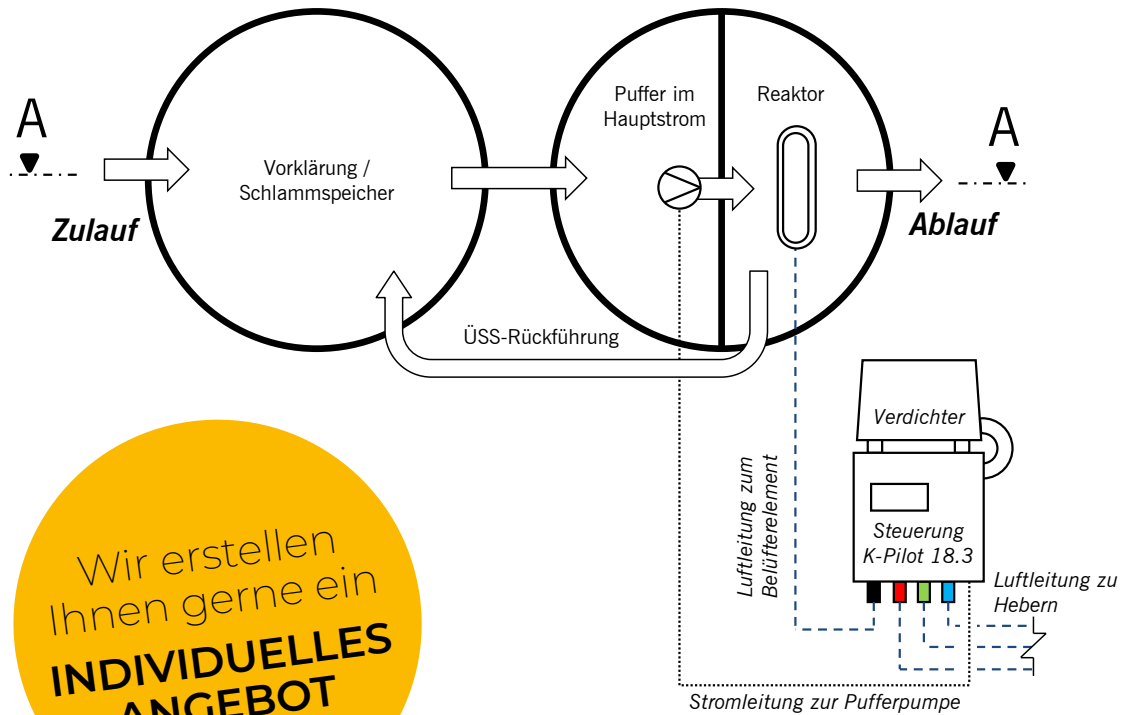 A
Zulauf
Vorklärung /
Schlammspeicher
Puffer im
Hauptstrom
Reaktor
A
Ablauf
ÜSS-Rückführung
Verdichter
Steuerung
K-Pilot 18.3
Luftleitung zum
Belüfterelement
Luftleitung zu
Hebern
Stromleitung zur Pufferpumpe
Wir erstellen
Ihnen gerne ein
INDIVIDUELLES
ANGEBOT